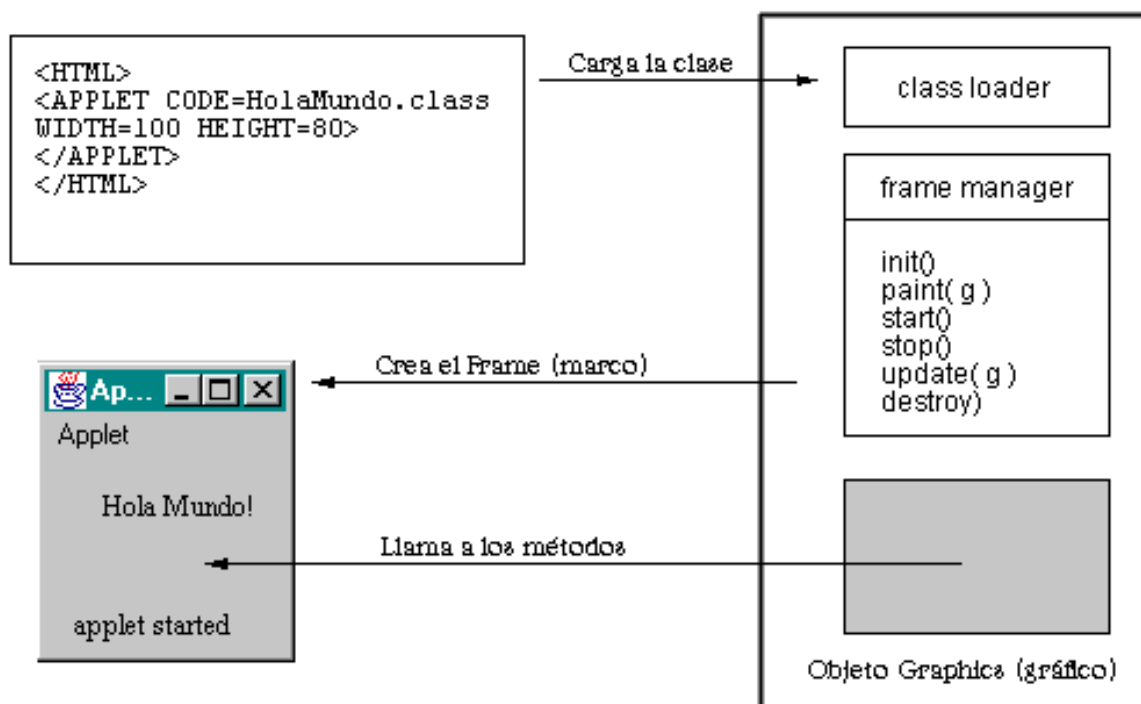 <HTML>
<APPLET CODE=HolaMundo.class
WIDTH=100 HEIGHT=80>
</APPLET>
</HTML>
Carga la clase
class loader
frame manager
init()
paint( g )
start()
stop()
update( g )
destroy)
Crea el Frame (marco)
Ap...
Applet
Hola Mundo!
Llama a los métodos
applet started
Objeto Graphics (gráfico)